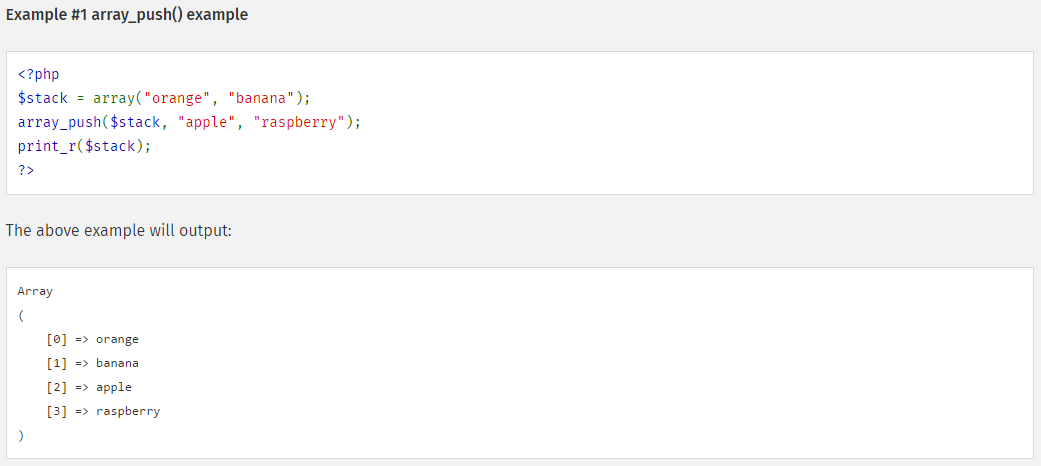 Example #1 array_push() example
<?php
$stack = array("orange", "banana");
array_push($stack, "apple", "raspberry");
print_r($stack);
?>
The above example will output:
Array
(
    [0] => orange
    [1] => banana
    [2] => apple
    [3] => raspberry
)